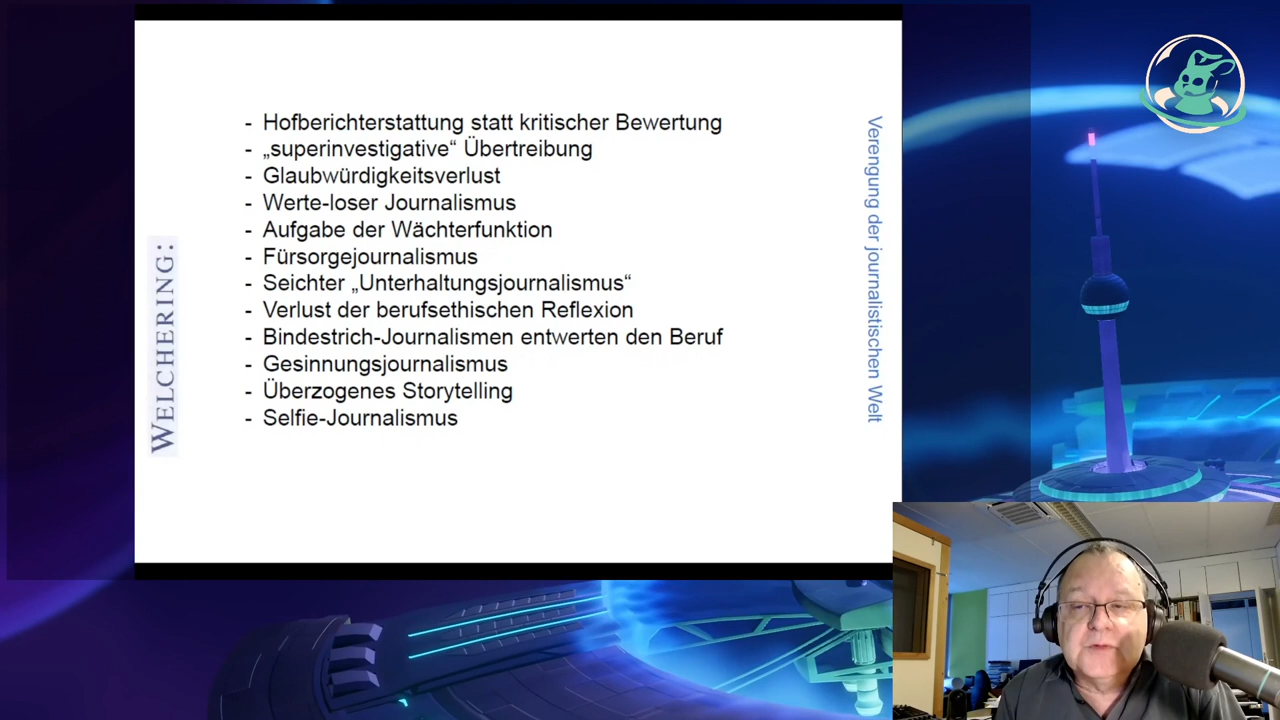 WELCHERING:
- Hofberichterstattung statt kritischer Bewertung
- „superinvestigative“ Übertreibung
- Glaubwürdigkeitsverlust
- Werte-loser Journalismus
- Aufgabe der Wächterfunktion
- Fürsorgejournalismus
- Seichter „Unterhaltungsjournalismus“
- Verlust der berufsethischen Reflexion
- Bindestrich-Journalismen entwerten den Beruf
- Gesinnungsjournalismus
- Überzogenes Storytelling
- Selfie-Journalismus
Verengung der journalistischen Welt